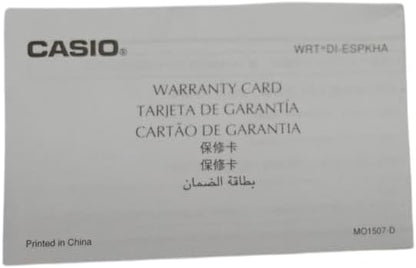 CASIO®
WRT*DI-ESPKHA
WARRANTY CARD
TARJETA DE GARANTÍA
CARTÃO DE GARANTIA
保修卡
保修卡
بطاقة الضمان
Printed in China
MO1507-D